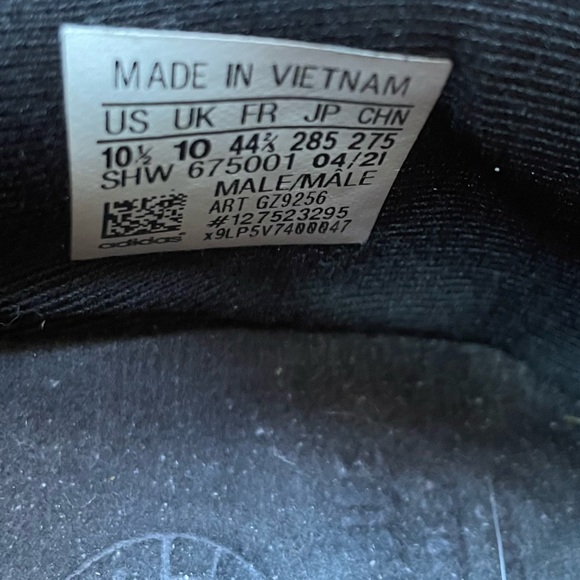 MADE IN VIETNAM
US UK FR JP CHN
10½ 10 44⅔ 285 275
SHW 675001 04/21
MALE/MÂLE
ART GZ9256
#127523295
x9LP5V7400047
adidas